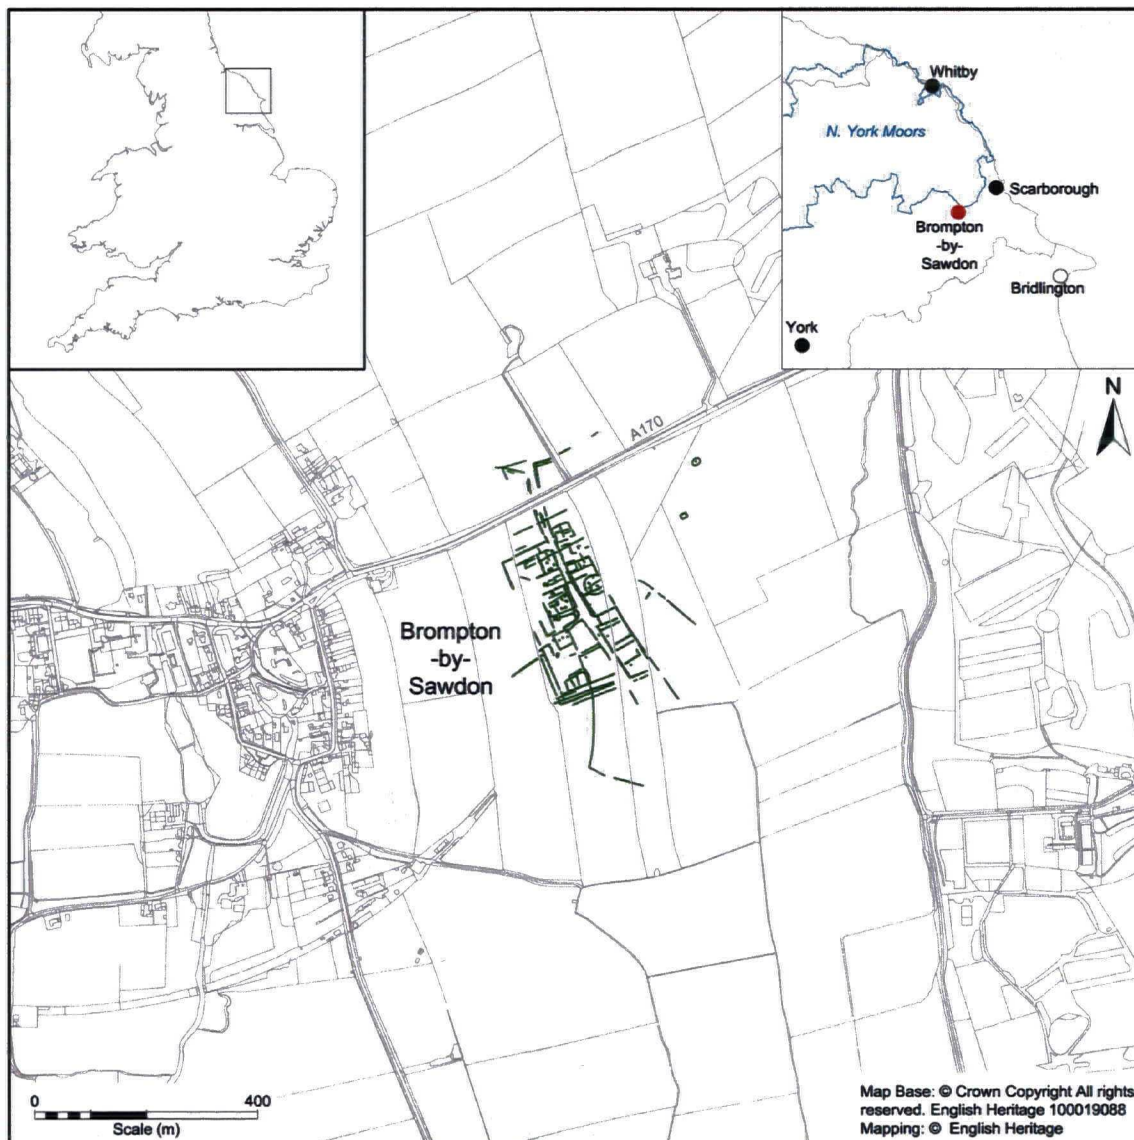 Whitby
N. York Moors
Scarborough
Brompton
-by-
Sawdon
Bridlington
York
N
A170
Brompton
-by-
Sawdon
0 400
Scale (m)
Map Base: © Crown Copyright All rights
reserved. English Heritage 100019088
Mapping: © English Heritage